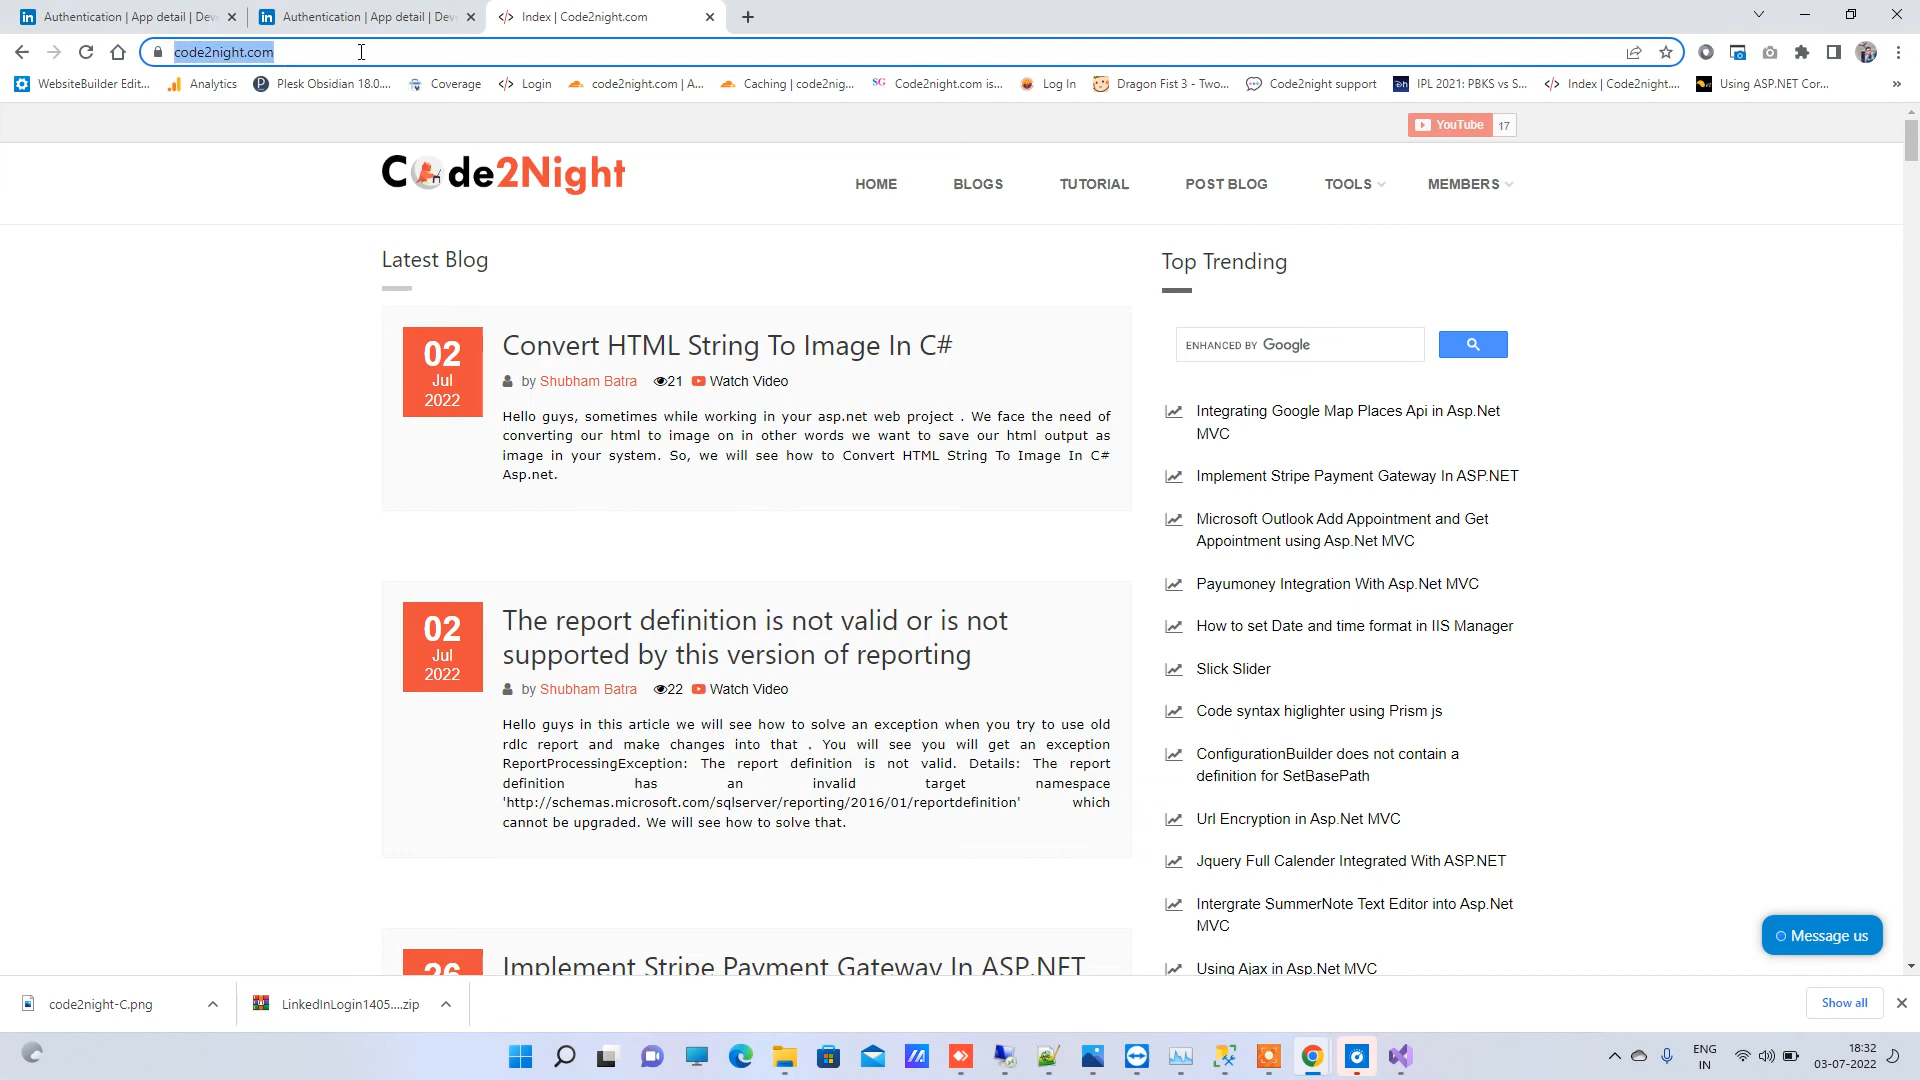 Authentication | App detail | Dev
Authentication | App detail | Dev
Index | Code2night.com
code2night.com
WebsiteBuilder Edit...
Analytics
Plesk Obsidian 18.0....
Coverage
Login
code2night.com | A...
Caching | code2nig...
Code2night.com is...
Log In
Dragon Fist 3 - Two...
Code2night support
IPL 2021: PBKS vs S...
Index | Code2night....
Using ASP.NET Cor...
YouTube 17
Code2Night
HOME
BLOGS
TUTORIAL
POST BLOG
TOOLS
MEMBERS
Latest Blog
02
Jul
2022
Convert HTML String To Image In C#
by Shubham Batra 21 Watch Video
Hello guys, sometimes while working in your asp.net web project . We face the need of
converting our html to image on in other words we want to save our html output as
image in your system. So, we will see how to Convert HTML String To Image In C#
Asp.net.
02
Jul
2022
The report definition is not valid or is not
supported by this version of reporting
by Shubham Batra 22 Watch Video
Hello guys in this article we will see how to solve an exception when you try to use old
rdlc report and make changes into that . You will see you will get an exception
ReportProcessingException: The report definition is not valid. Details: The report
definition has an invalid target namespace
'http://schemas.microsoft.com/sqlserver/reporting/2016/01/reportdefinition' which
cannot be upgraded. We will see how to solve that.
26
Implement Stripe Payment Gateway In ASP.NET
Top Trending
ENHANCED BY Google
Integrating Google Map Places Api in Asp.Net
MVC
Implement Stripe Payment Gateway In ASP.NET
Microsoft Outlook Add Appointment and Get
Appointment using Asp.Net MVC
Payumoney Integration With Asp.Net MVC
How to set Date and time format in IIS Manager
Slick Slider
Code syntax higlighter using Prism js
ConfigurationBuilder does not contain a
definition for SetBasePath
Url Encryption in Asp.Net MVC
Jquery Full Calender Integrated With ASP.NET
Intergrate SummerNote Text Editor into Asp.Net
MVC
Using Ajax in Asp.Net MVC
Message us
code2night-C.png
LinkedInLogin1405....zip
Show all
ENG
IN
18:32
03-07-2022